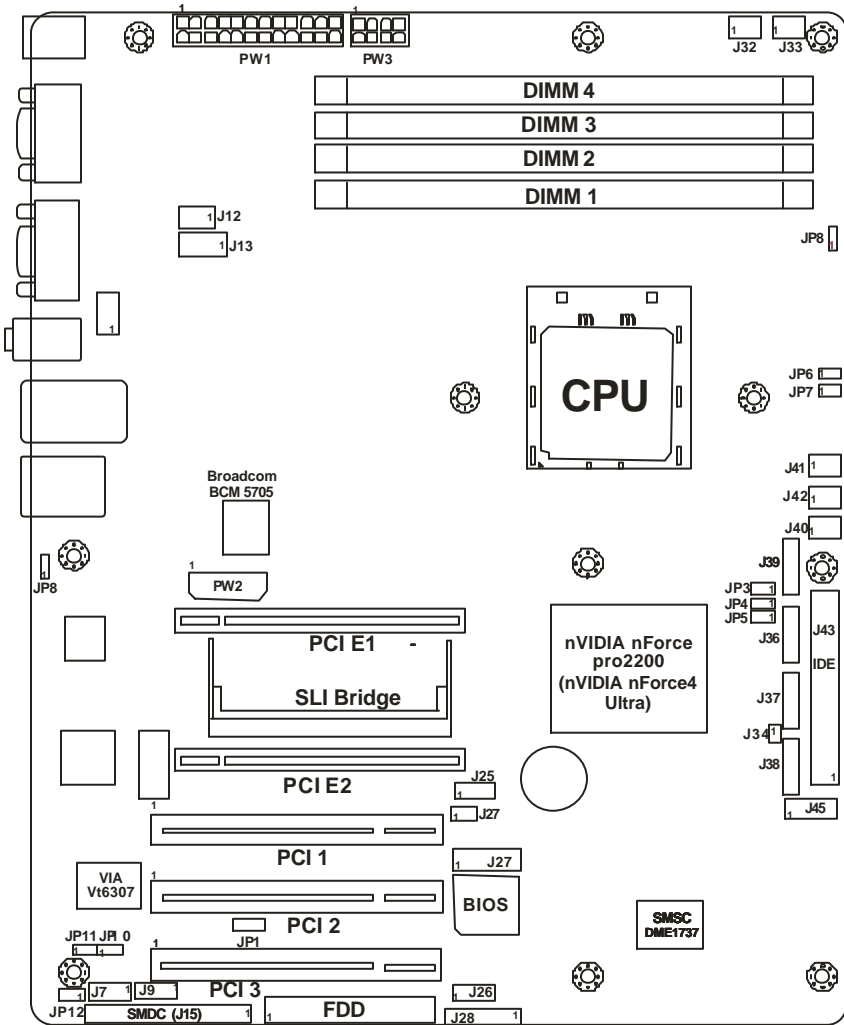 1
1
PW1
PW3
J32
J33
1
1
DIMM 4
DIMM 3
DIMM 2
DIMM 1
1 J12
1 J13
JP8
1
1
CPU
JP6 1
JP7 1
J41 1
J42 1
J40 1
Broadcom
BCM 5705
1
JP8
1
PW2
J39
JP3 1
JP4 1
JP5 1
J36
J43
IDE
1
PCI E1
SLI Bridge
nVIDIA nForce
pro2200
(nVIDIA nForce4
Ultra)
J37
J34 1
J38
PCI E2
J25
1
1 J27
1 J45
1
PCI 1
1 J27
VIA
Vt6307
1
PCI 2
BIOS
SMSC
DME1737
JP1
JP11 JP1 0
1 1
1
PCI 3
J7 1
J9 1
JP12
1
SMDC (J15) 1
1 FDD
1 J26
J28 1